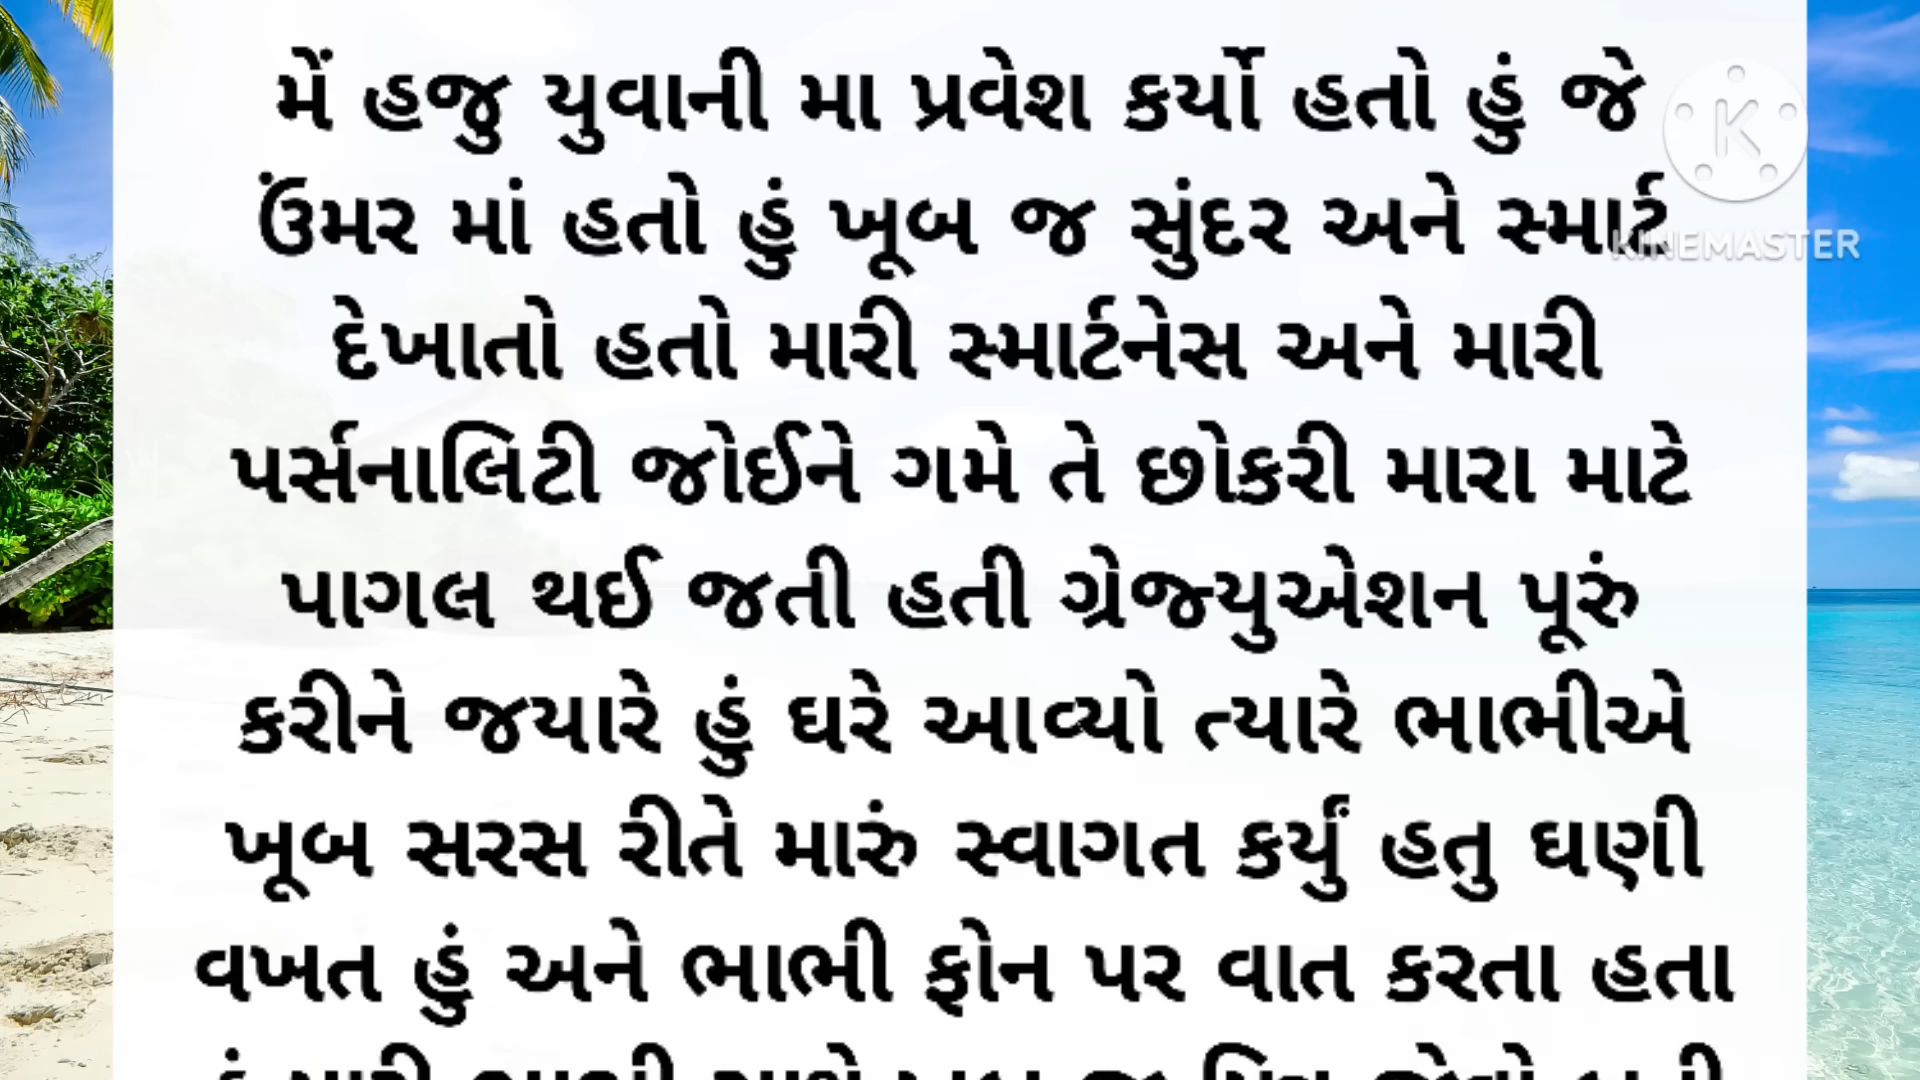 મેં હજુ યુવાની મા પ્રવેશ કર્યો હતો હું જે
ઉંમર માં હતો હું ખૂબ જ સુંદર અને સ્માર્ટ
દેખાતો હતો મારી સ્માર્ટનેસ અને મારી
પર્સનાલિટી જોઈને ગમે તે છોકરી મારા માટે
પાગલ થઈ જતી હતી ગ્રેજ્યુએશન પૂરું
કરીને જયારે હું ઘરે આવ્યો ત્યારે ભાભીએ
ખૂબ સરસ રીતે મારું સ્વાગત કર્યું હતુ ઘણી
વખત હું અને ભાભી ફોન પર વાત કરતા હતા
K
KINEMASTER